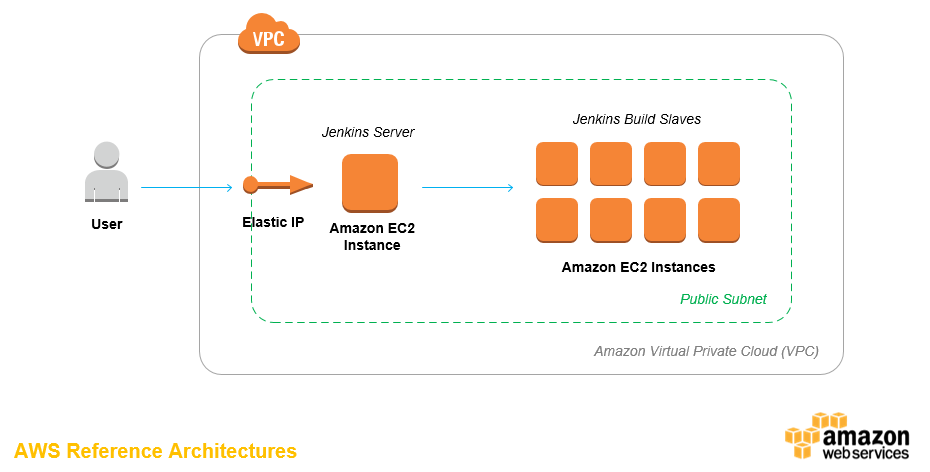 VPC
Jenkins Server
Jenkins Build Slaves
User
Elastic IP
Amazon EC2
Instance
Amazon EC2 Instances
Public Subnet
Amazon Virtual Private Cloud (VPC)
AWS Reference Architectures
amazon
web services